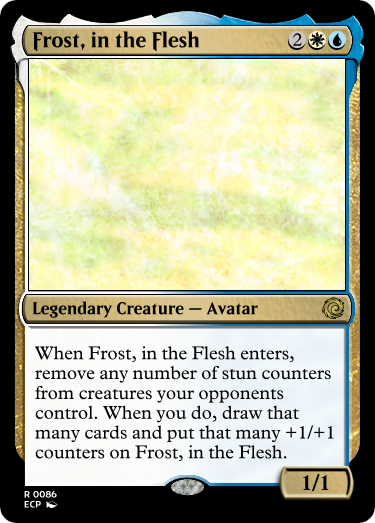 Frost, in the Flesh 2
Legendary Creature — Avatar
When Frost, in the Flesh enters,
remove any number of stun counters
from creatures your opponents
control. When you do, draw that
many cards and put that many +1/+1
counters on Frost, in the Flesh.
1/1
R 0086
ECP